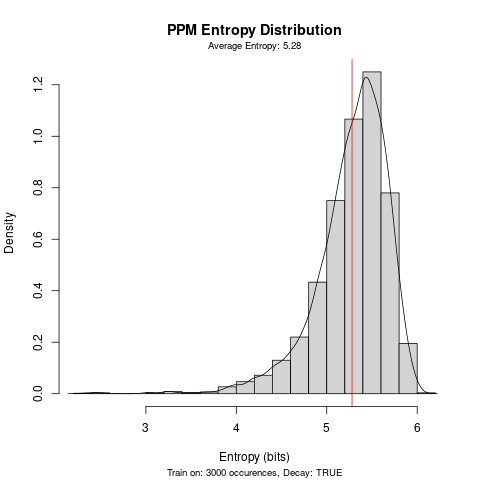 PPM Entropy Distribution
Average Entropy: 5.28
Density
1.2
1.0
0.8
0.6
0.4
0.2
0.0
3 4 5 6
Entropy (bits)
Train on: 3000 occurences, Decay: TRUE